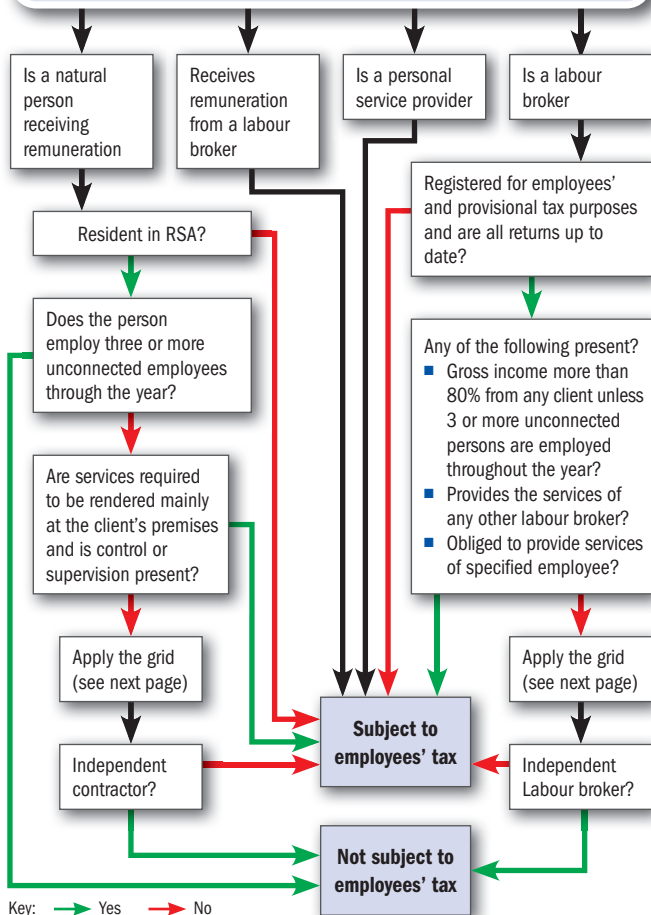 Is a natural
person
receiving
remuneration
Receives
remuneration
from a labour
broker
Is a personal
service provider
Is a labour
broker
Resident in RSA?
Registered for employees'
and provisional tax purposes
and are all returns up to
date?
Does the person
employ three or more
unconnected employees
through the year?
Any of the following present?
■ Gross income more than
80% from any client unless
3 or more unconnected
persons are employed
throughout the year?
■ Provides the services of
any other labour broker?
■ Obliged to provide services
of specified employee?
Are services required
to be rendered mainly
at the client's premises
and is control or
supervision present?
Apply the grid
(see next page)
Apply the grid
(see next page)
Subject to
employees' tax
Independent
contractor?
Independent
Labour broker?
Not subject to
employees' tax
Key: Yes No